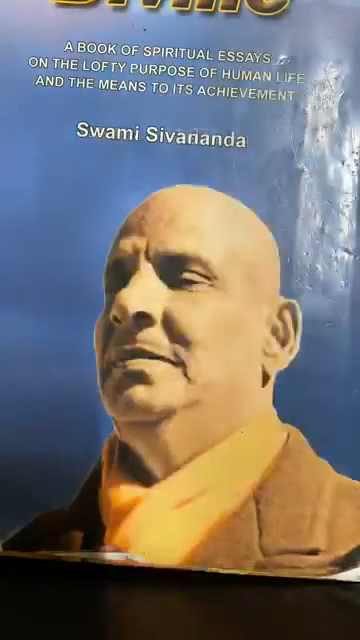 Divine
A BOOK OF SPIRITUAL ESSAYS
ON THE LOFTY PURPOSE OF HUMAN LIFE
AND THE MEANS TO ITS ACHIEVEMENT
Swami Sivananda